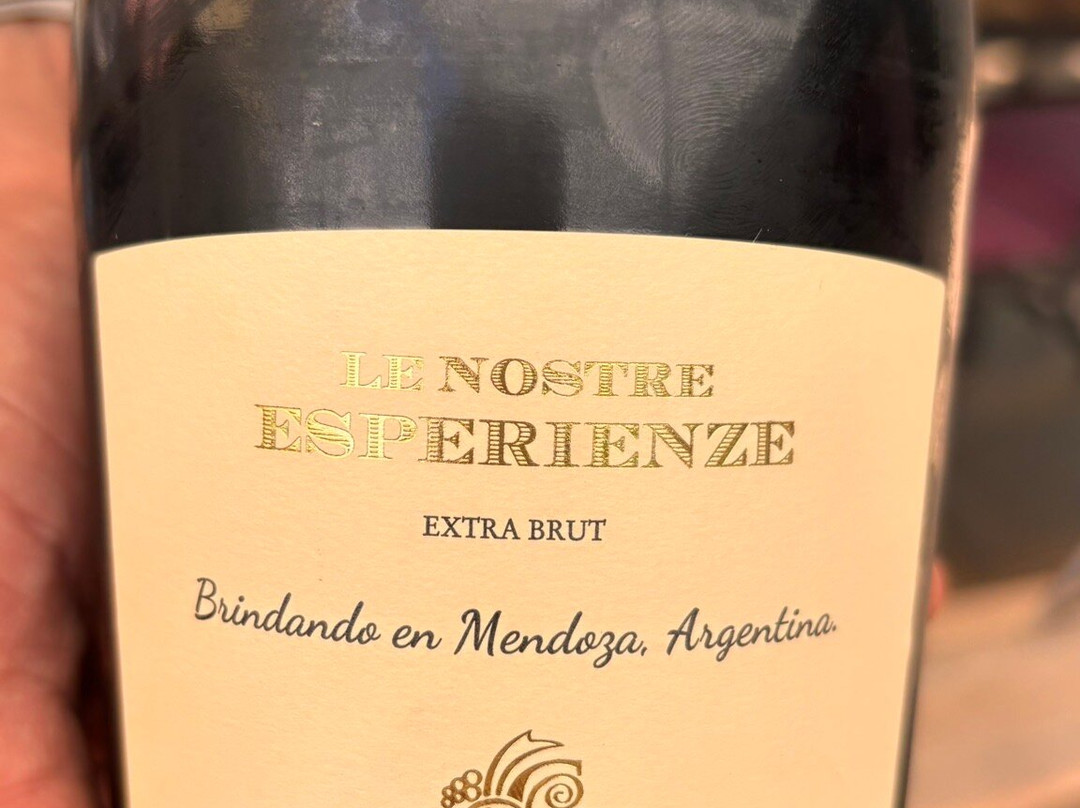 LE NOSTRE
ESPERIENZE
EXTRA BRUT
Brindando en Mendoza, Argentina.